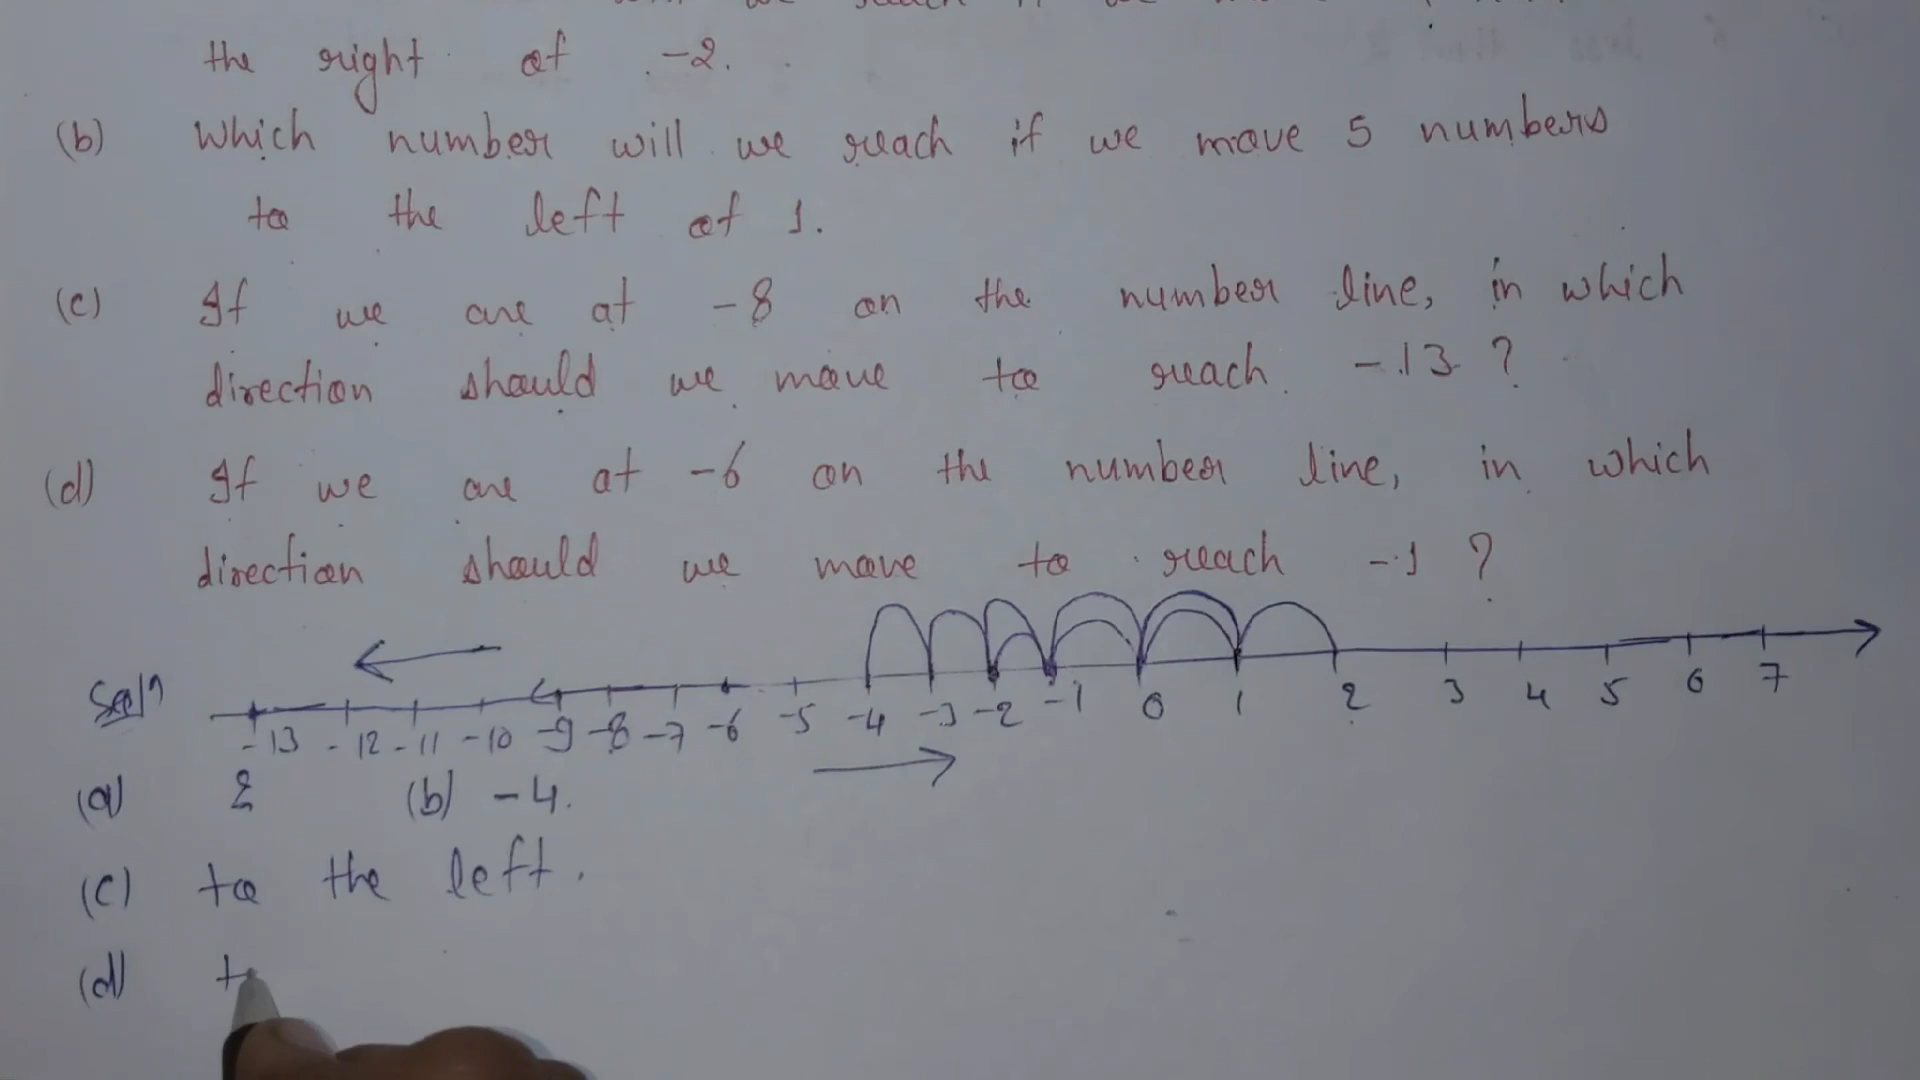 the right of -2.
(b) Which number will we reach if we move 5 numbers
to the left of 1.
(c) If we are at -8 on the number line, in which
direction should we move to reach -13 ?
(d) If we are at -6 on the number line, in which
direction should we move to reach -1 ?
Sol^n
-13 -12 -11 -10 -9 -8 -7 -6 -5 -4 -3 -2 -1 0 1 2 3 4 5 6 7
(a) 2 (b) -4.
(c) to the left.
(d) t